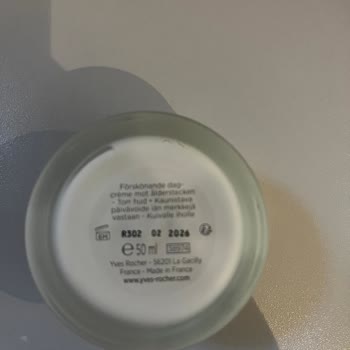 Förskönande dag-
crème mot ålderstecken
- Torr hud • Kaunistava
päivävoide iän merkkejä
vastaan - Kuivalle iholle
R302 02 2026
e 50 ml
Yves Rocher - 56201 La Gacilly
France - Made in France
www.yves-rocher.com